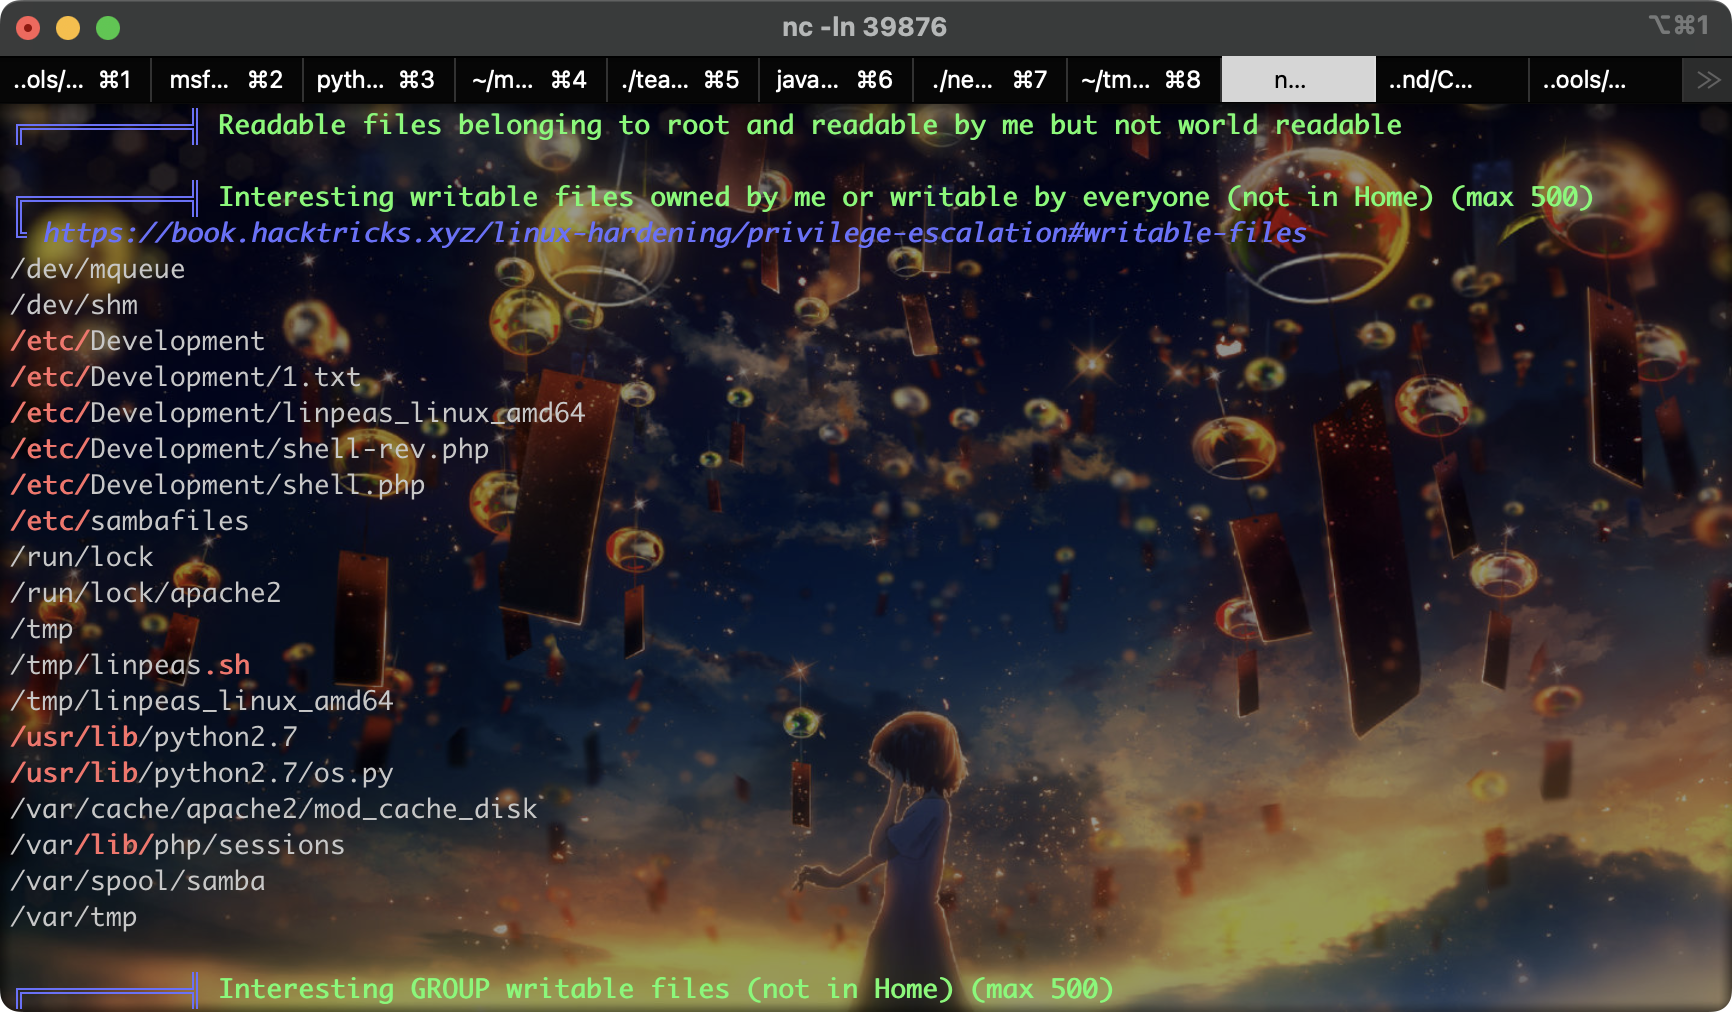 nc -ln 39876
⌥⌘1
..ols/... ⌘1 msf... ⌘2 pyth... ⌘3 ~/m... ⌘4 ./tea... ⌘5 java... ⌘6 ./ne... ⌘7 ~/tm... ⌘8 n... ..nd/C... ..ools/...
Readable files belonging to root and readable by me but not world readable
Interesting writable files owned by me or writable by everyone (not in Home) (max 500)
https://book.hacktricks.xyz/linux-hardening/privilege-escalation#writable-files
/dev/mqueue
/dev/shm
/etc/Development
/etc/Development/1.txt
/etc/Development/linpeas_linux_amd64
/etc/Development/shell-rev.php
/etc/Development/shell.php
/etc/sambafiles
/run/lock
/run/lock/apache2
/tmp
/tmp/linpeas.sh
/tmp/linpeas_linux_amd64
/usr/lib/python2.7
/usr/lib/python2.7/os.py
/var/cache/apache2/mod_cache_disk
/var/lib/php/sessions
/var/spool/samba
/var/tmp
Interesting GROUP writable files (not in Home) (max 500)